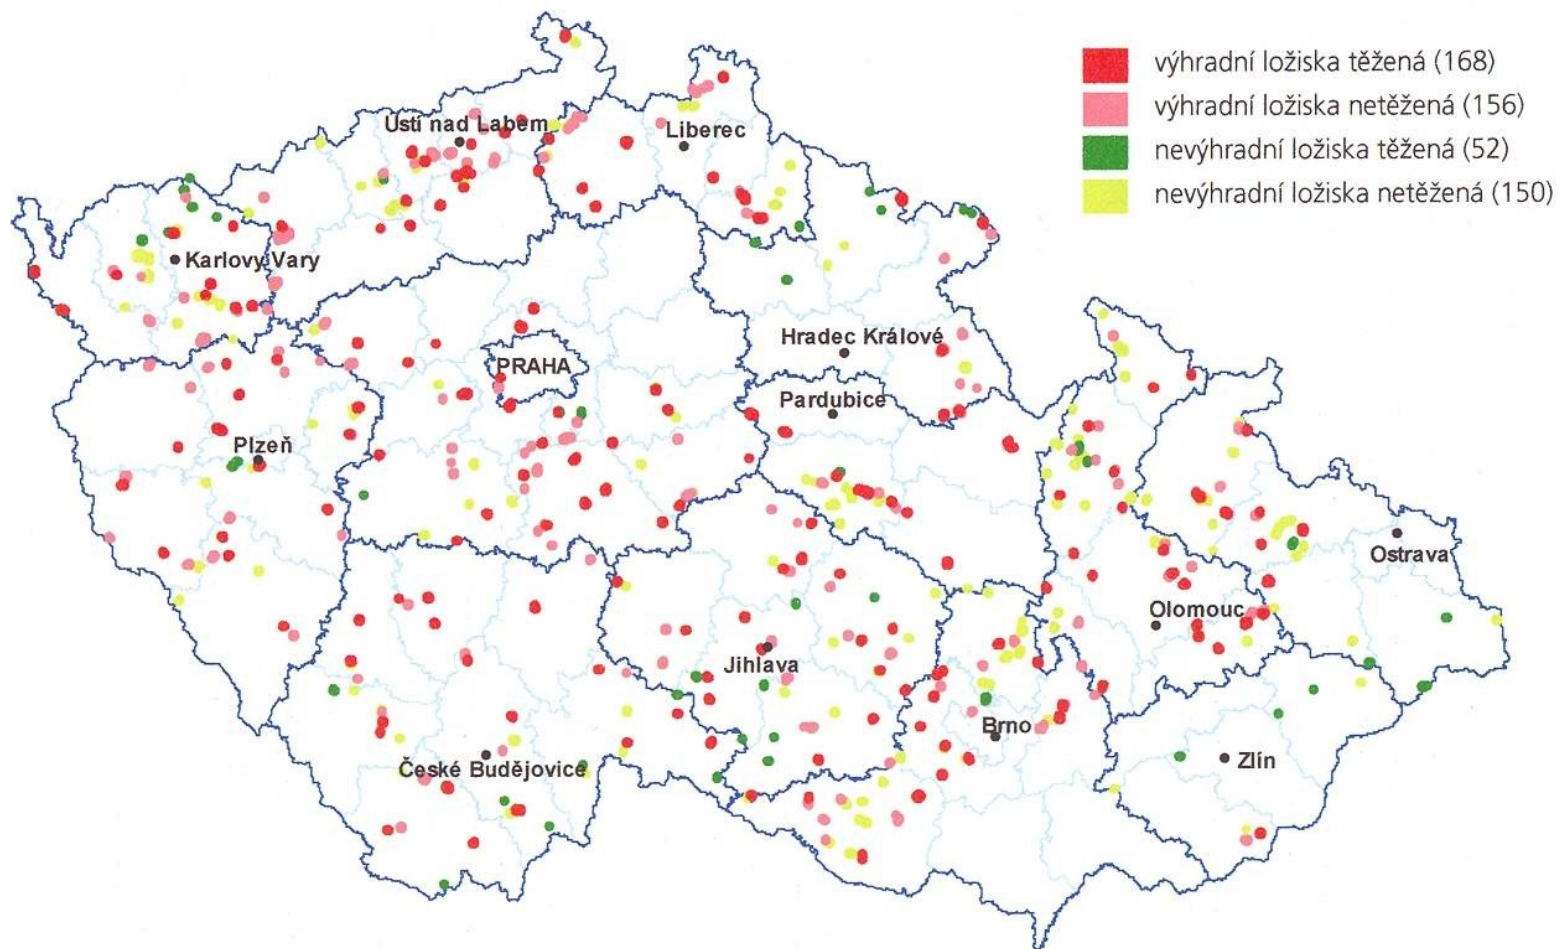 výhradní ložiska těžená (168)
výhradní ložiska netěžená (156)
nevýhradní ložiska těžená (52)
nevýhradní ložiska netěžená (150)
Ústí nad Labem
Liberec
Karlovy Vary
Hradec Králové
PRAHA
Pardubice
Plzeň
Ostrava
Olomouc
Jihlava
Brno
České Budějovice
Zlín